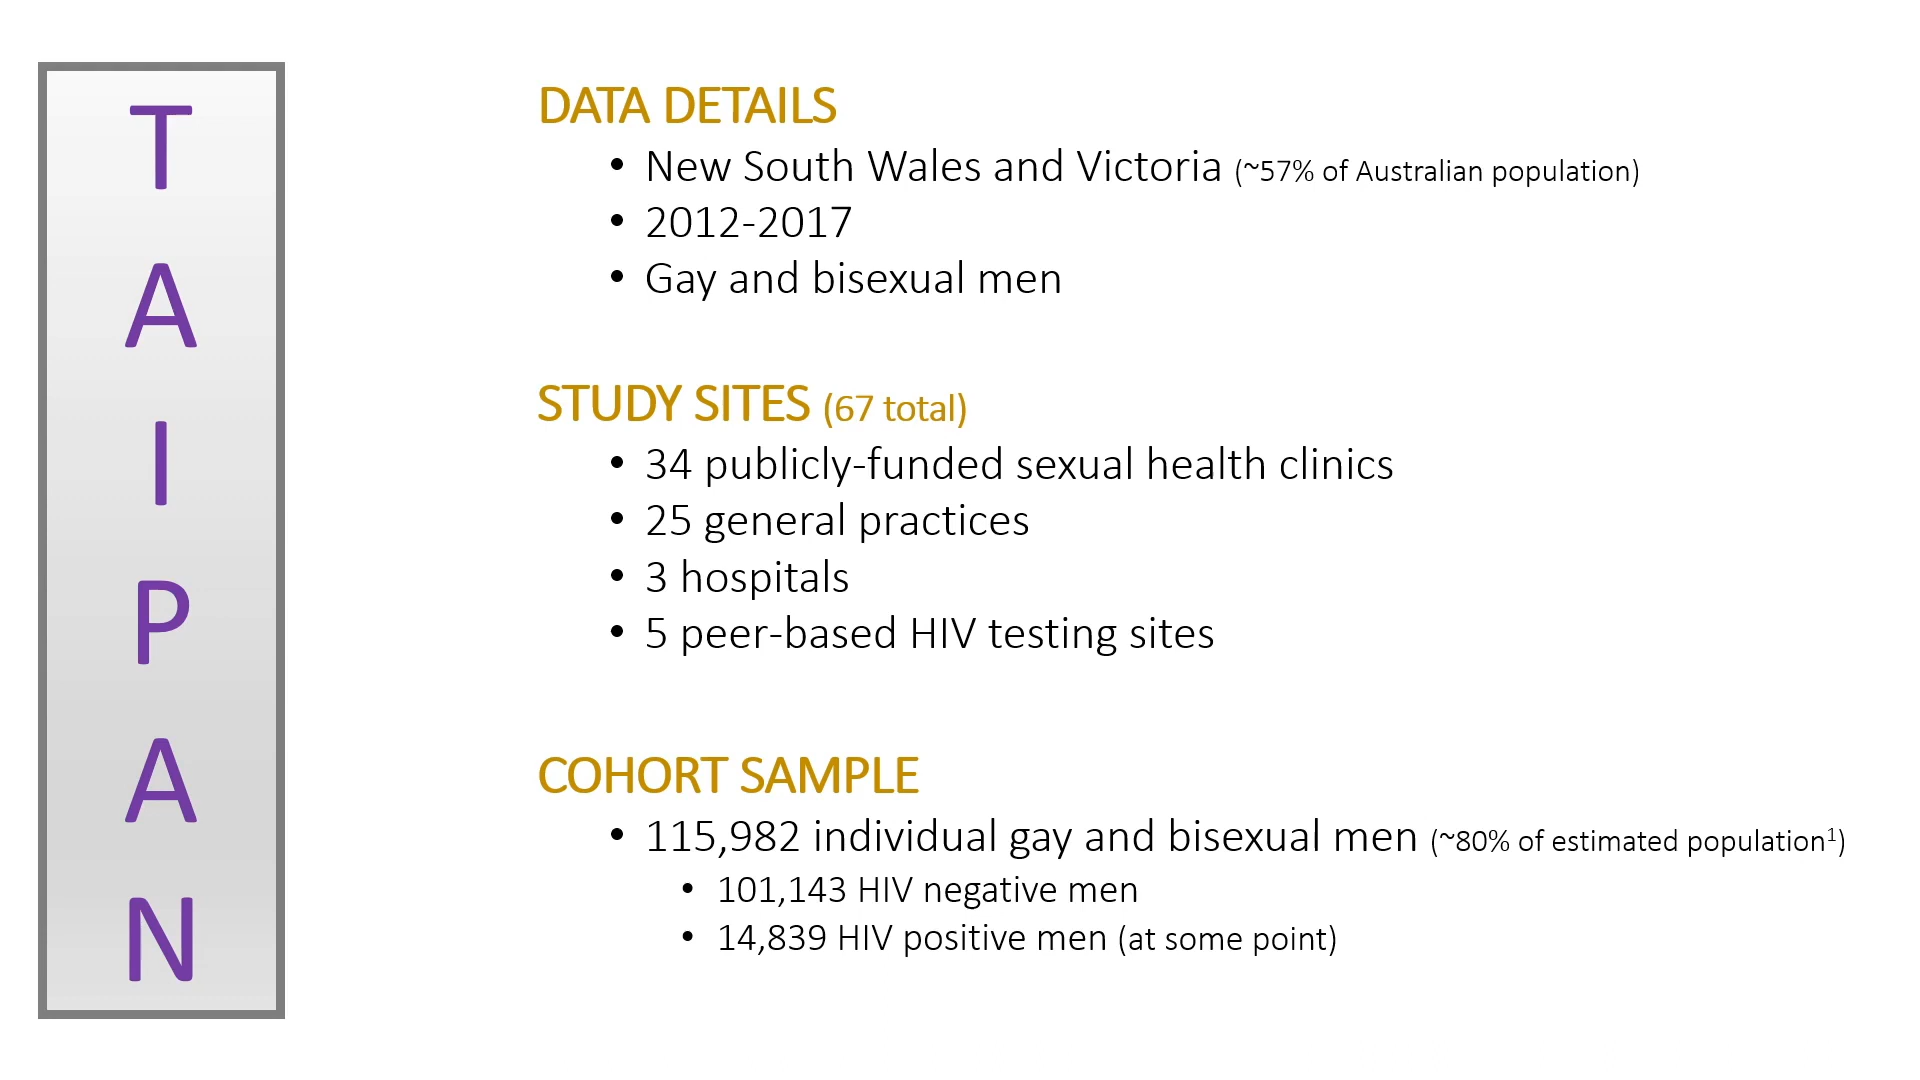 T
A
I
P
A
N
DATA DETAILS
• New South Wales and Victoria (~57% of Australian population)
• 2012-2017
• Gay and bisexual men
STUDY SITES (67 total)
• 34 publicly-funded sexual health clinics
• 25 general practices
• 3 hospitals
• 5 peer-based HIV testing sites
COHORT SAMPLE
• 115,982 individual gay and bisexual men (~80% of estimated population¹)
• 101,143 HIV negative men
• 14,839 HIV positive men (at some point)